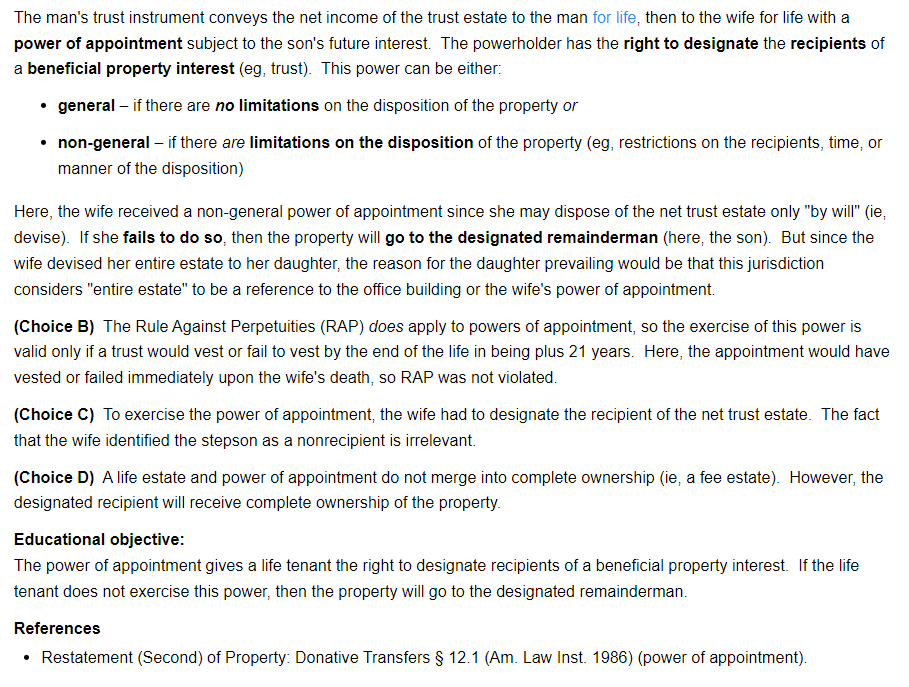 The man's trust instrument conveys the net income of the trust estate to the man for life, then to the wife for life with a
power of appointment subject to the son's future interest. The powerholder has the right to designate the recipients of
a beneficial property interest (eg, trust). This power can be either:
• general – if there are no limitations on the disposition of the property or
• non-general – if there are limitations on the disposition of the property (eg, restrictions on the recipients, time, or
manner of the disposition)
Here, the wife received a non-general power of appointment since she may dispose of the net trust estate only "by will" (ie,
devise). If she fails to do so, then the property will go to the designated remainderman (here, the son). But since the
wife devised her entire estate to her daughter, the reason for the daughter prevailing would be that this jurisdiction
considers "entire estate" to be a reference to the office building or the wife's power of appointment.
(Choice B) The Rule Against Perpetuities (RAP) does apply to powers of appointment, so the exercise of this power is
valid only if a trust would vest or fail to vest by the end of the life in being plus 21 years. Here, the appointment would have
vested or failed immediately upon the wife's death, so RAP was not violated.
(Choice C) To exercise the power of appointment, the wife had to designate the recipient of the net trust estate. The fact
that the wife identified the stepson as a nonrecipient is irrelevant.
(Choice D) A life estate and power of appointment do not merge into complete ownership (ie, a fee estate). However, the
designated recipient will receive complete ownership of the property.
Educational objective:
The power of appointment gives a life tenant the right to designate recipients of a beneficial property interest. If the life
tenant does not exercise this power, then the property will go to the designated remainderman.
References
• Restatement (Second) of Property: Donative Transfers § 12.1 (Am. Law Inst. 1986) (power of appointment).